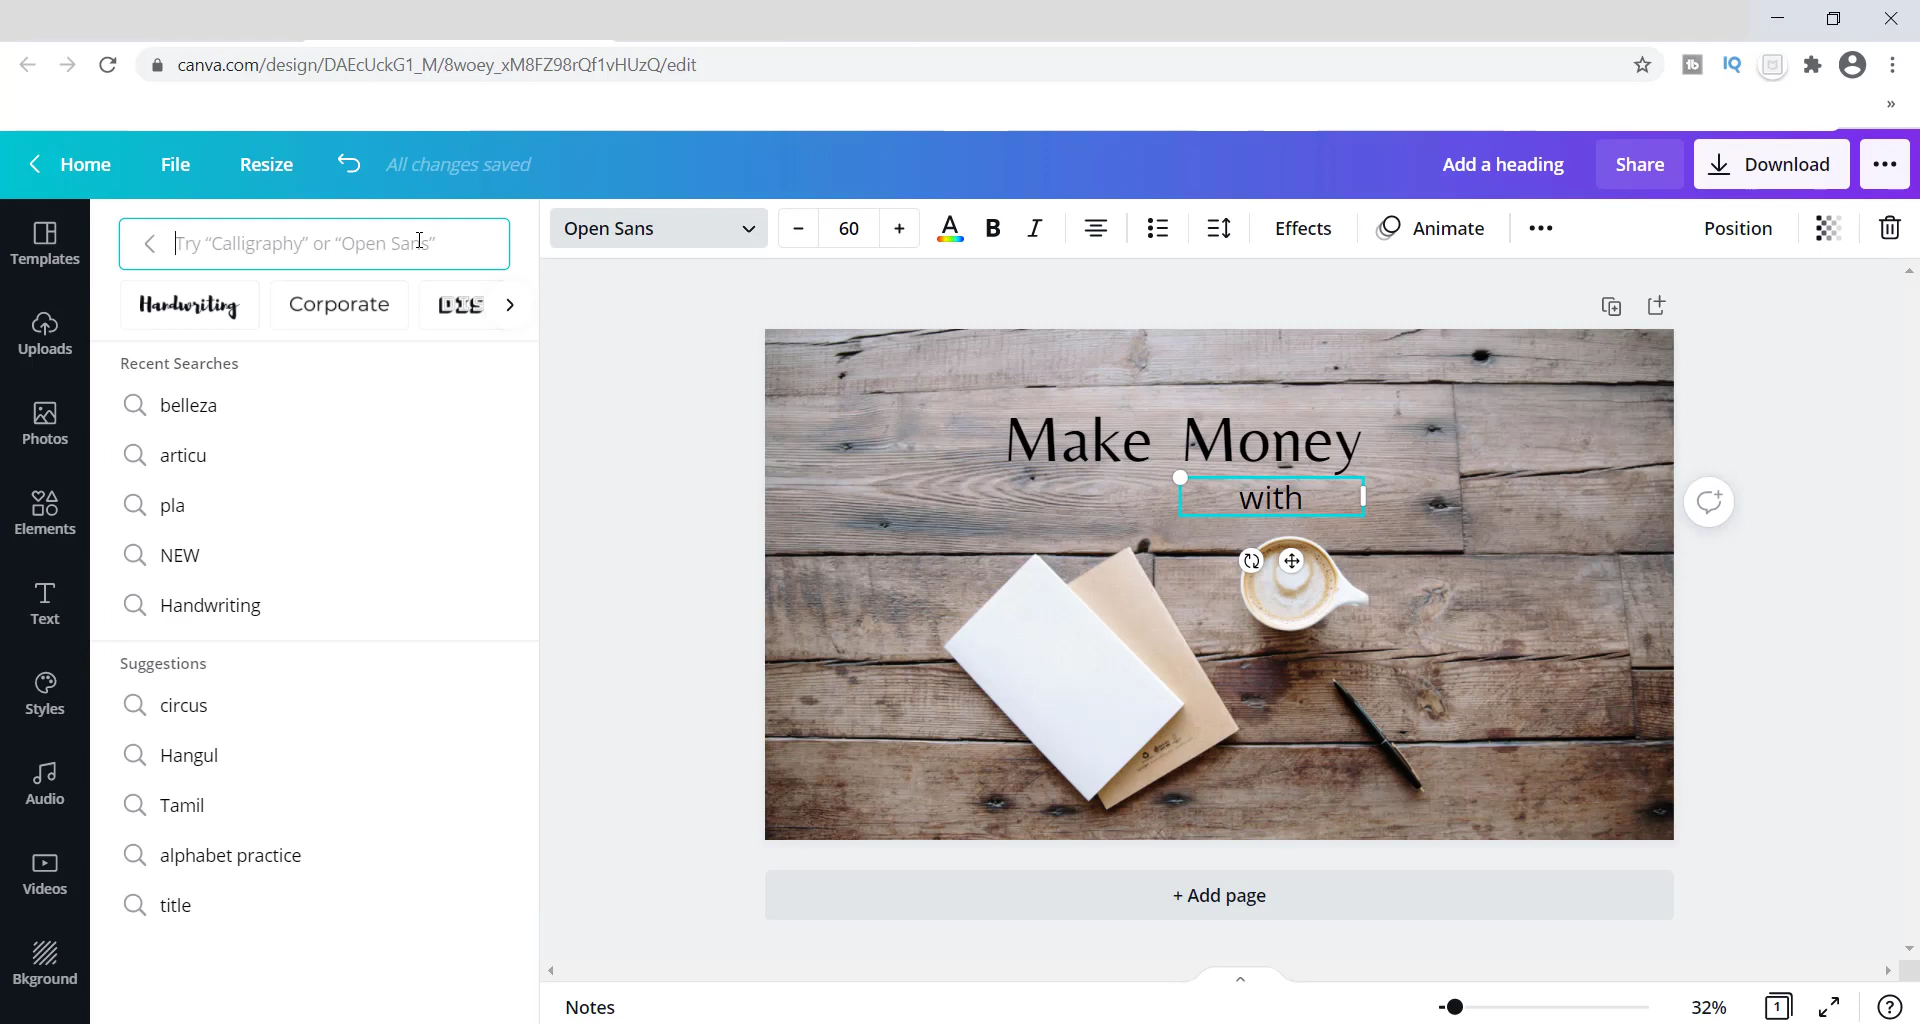 canva.com/design/DAEcUckG1_M/8woey_xM8FZ98rQf1vHUzQ/edit
IQ
Home File Resize All changes saved Add a heading Share Download
Templates
Uploads
Photos
Elements
Text
Styles
Audio
Videos
Bkground
Try “Calligraphy” or “Open Sans”
Handwriting Corporate DIS
Recent Searches
belleza
articu
pla
NEW
Handwriting
Suggestions
circus
Hangul
Tamil
alphabet practice
title
Open Sans - 60 + A B I Effects Animate Position
Make Money
with
+ Add page
Notes 32% 1 ?